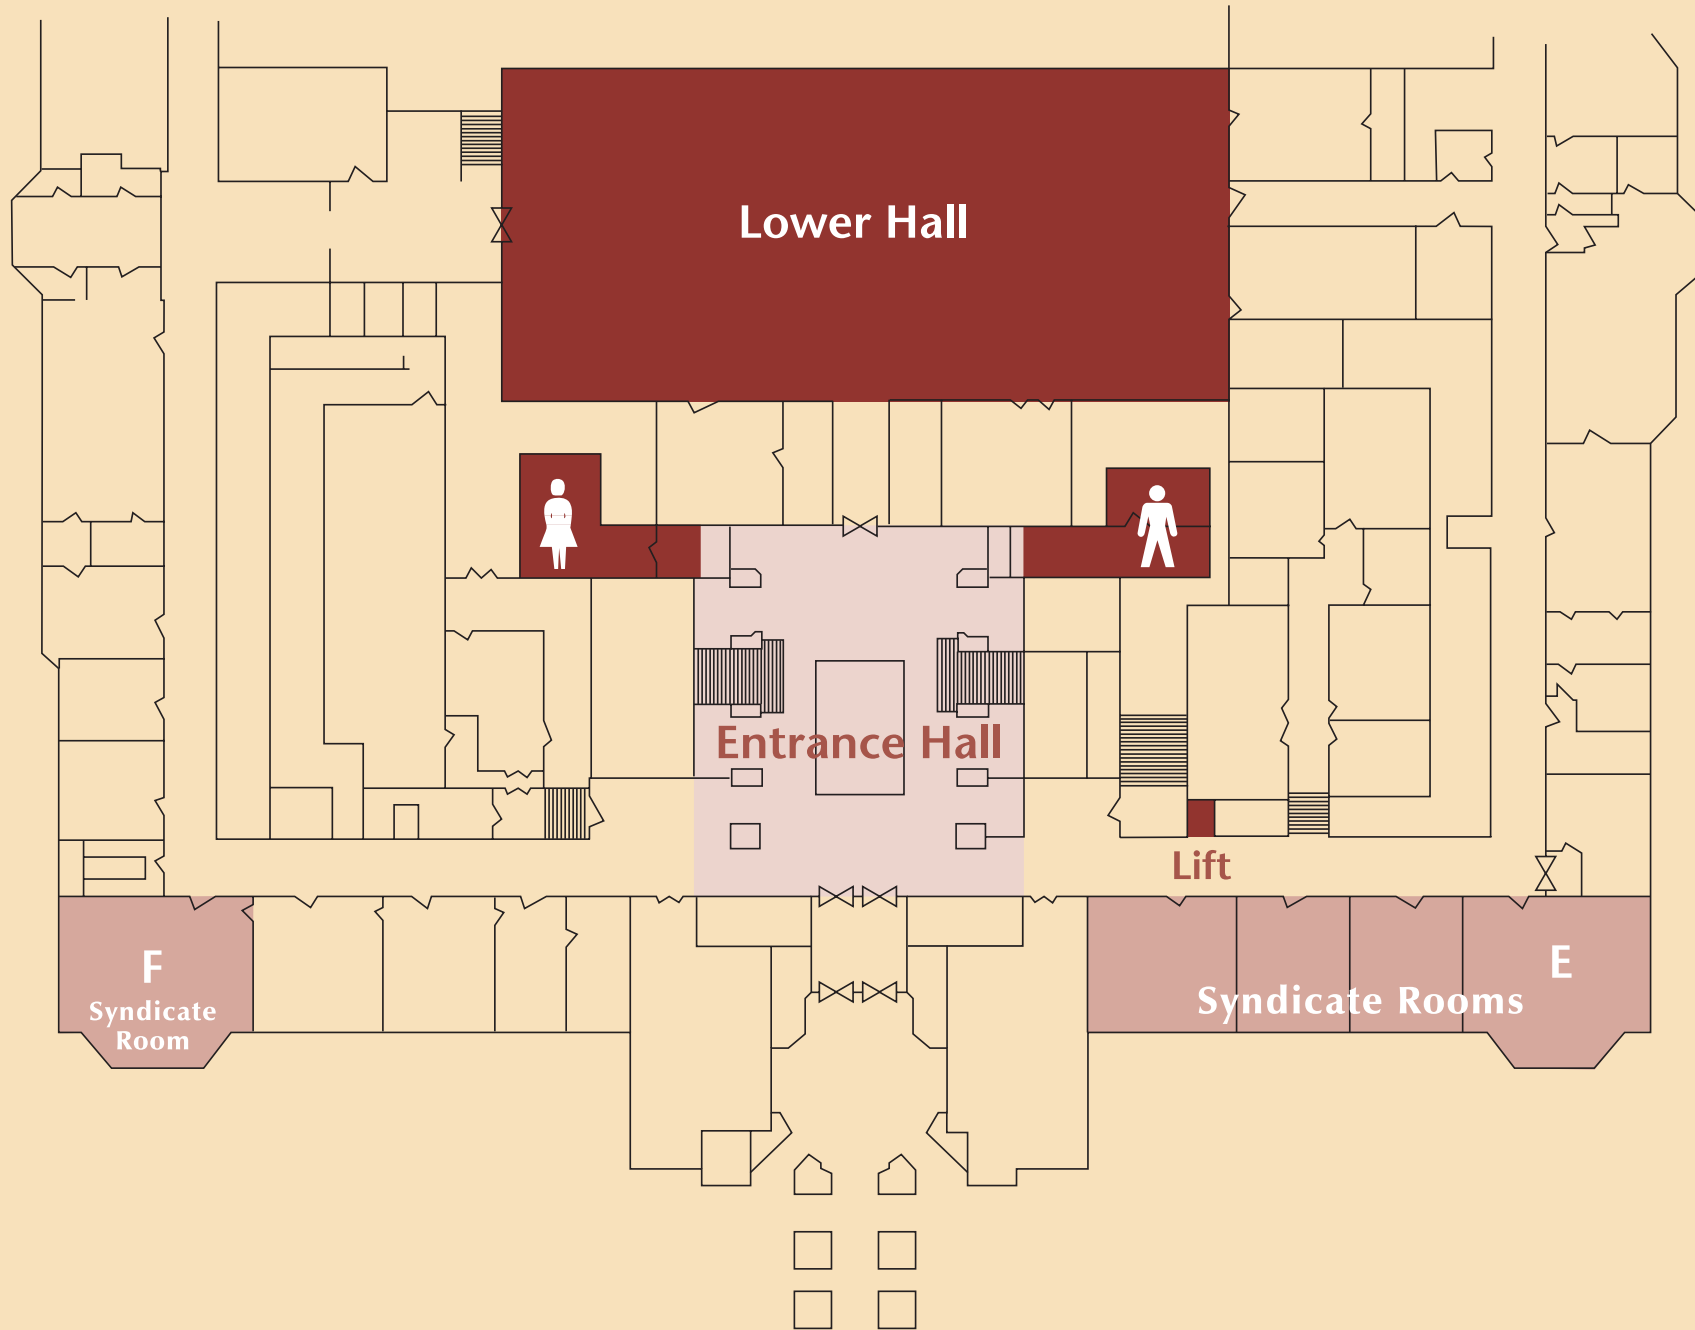 Lower Hall
Entrance Hall
Lift
F
Syndicate
Room
E
Syndicate Rooms